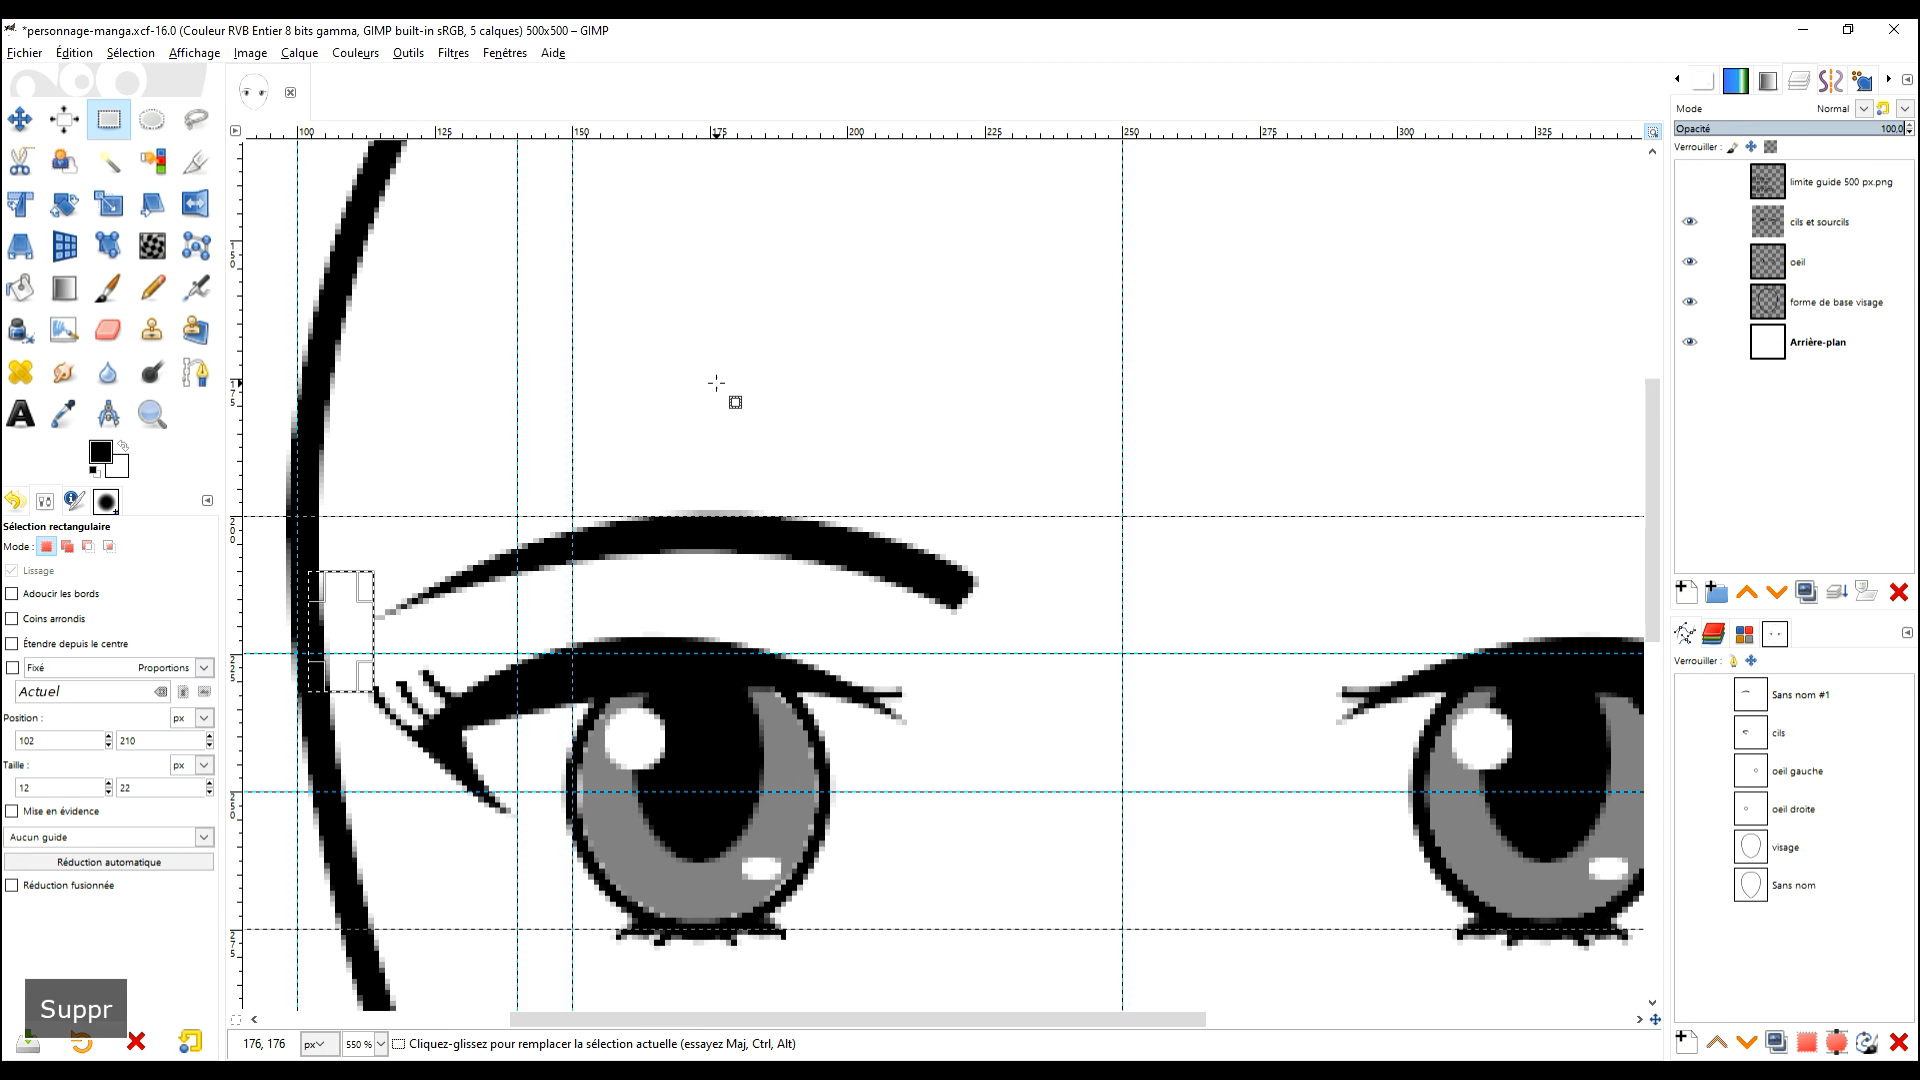 *personnage-manga.xcf-16.0 (Couleur RVB Entier 8 bits gamma, GIMP built-in sRGB, 5 calques) 500x500 – GIMP
Fichier Édition Sélection Affichage Image Calque Couleurs Outils Filtres Fenêtres Aide
100 125 150 175 200 225 250 275 300 325
150
175
200
225
250
275
Sélection rectangulaire
Mode :
Lissage
Adoucir les bords
Coins arrondis
Étendre depuis le centre
Fixé Proportions
Actuel
Position : px
102 210
Taille : px
12 22
Mise en évidence
Aucun guide
Réduction automatique
Réduction fusionnée
Suppr
176, 176 px 550 % Cliquez-glissez pour remplacer la sélection actuelle (essayez Maj, Ctrl, Alt)
Mode Normal
Opacité 100,0
Verrouiller :
limite guide 500 px.png
cils et sourcils
oeil
forme de base visage
Arrière-plan
Verrouiller :
Sans nom #1
cils
oeil gauche
oeil droite
visage
Sans nom